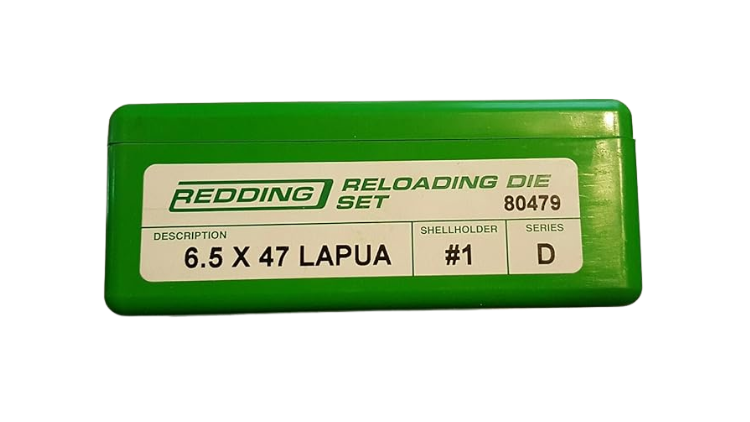 REDDING RELOADING DIE
SET 80479
DESCRIPTION SHELLHOLDER SERIES
6.5 X 47 LAPUA #1 D